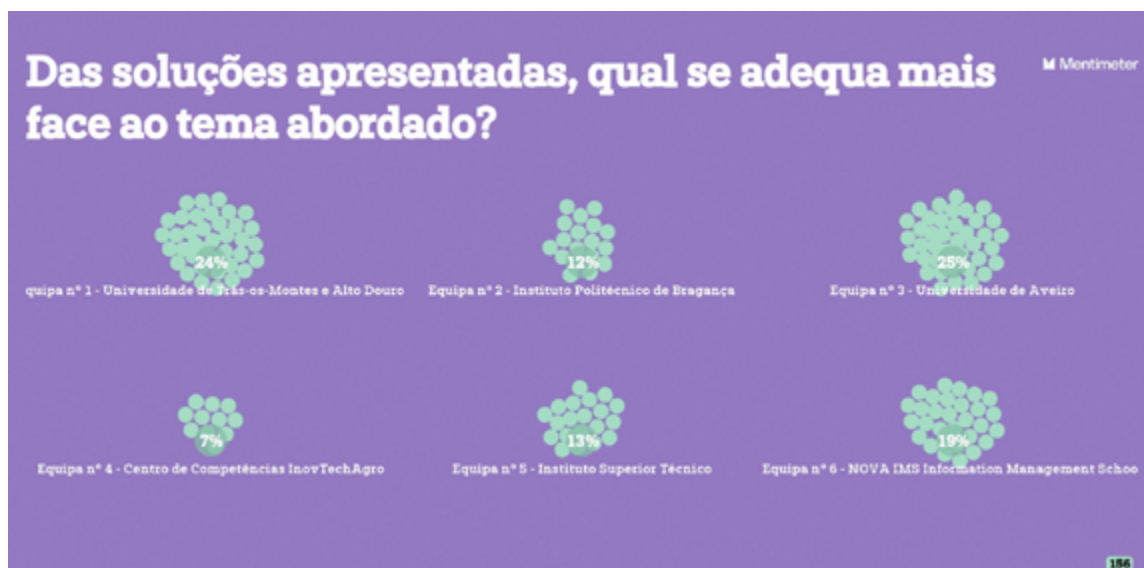 Das soluções apresentadas, qual se adequa mais
face ao tema abordado?
Mentimeter
24%
12%
25%
quipa nº 1 - Universidade de Trás-os-Montes e Alto Douro
Equipa nº 2 - Instituto Politécnico de Bragança
Equipa nº 3 - Universidade de Aveiro
7%
13%
19%
Equipa nº 4 - Centro de Competências InovTechAgro
Equipa nº 5 - Instituto Superior Técnico
Equipa nº 6 - NOVA IMS Information Management Schoo
156